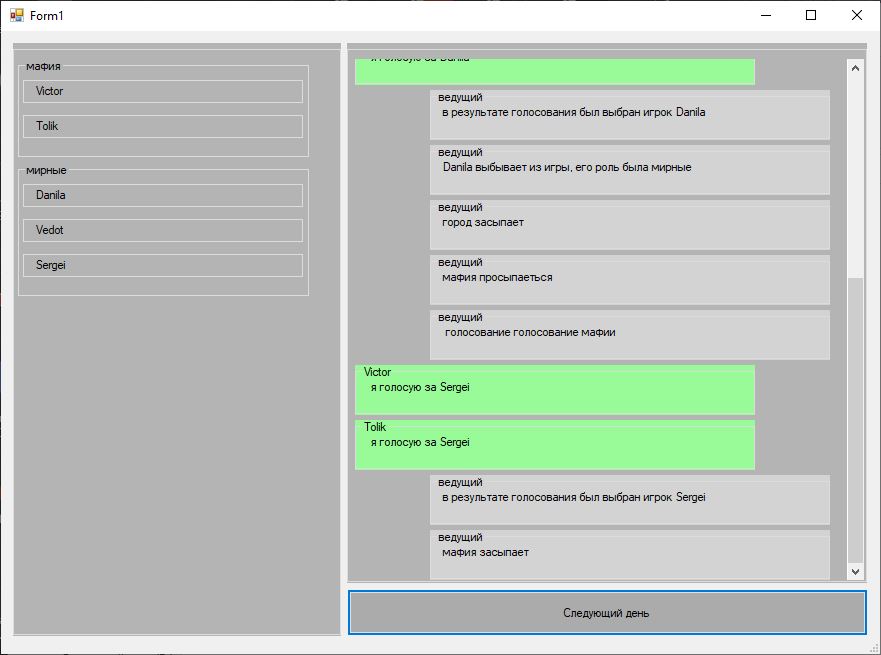 Form1
мафия
Victor
Tolik
мирные
Danila
Vedot
Sergei
я голосую за Danila
ведущий
в результате голосования был выбран игрок Danila
ведущий
Danila выбывает из игры, его роль была мирные
ведущий
город засыпает
ведущий
мафия просыпаеться
ведущий
голосование голосование мафии
Victor
я голосую за Sergei
Tolik
я голосую за Sergei
ведущий
в результате голосования был выбран игрок Sergei
ведущий
мафия засыпает
Следующий день